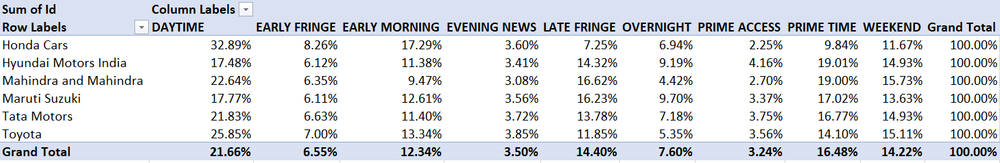 Sum of Id Column Labels
Row Labels DAYTIME EARLY FRINGE EARLY MORNING EVENING NEWS LATE FRINGE OVERNIGHT PRIME ACCESS PRIME TIME WEEKEND Grand Total
Honda Cars 32.89% 8.26% 17.29% 3.60% 7.25% 6.94% 2.25% 9.84% 11.67% 100.00%
Hyundai Motors India 17.48% 6.12% 11.38% 3.41% 14.32% 9.19% 4.16% 19.01% 14.93% 100.00%
Mahindra and Mahindra 22.64% 6.35% 9.47% 3.08% 16.62% 4.42% 2.70% 19.00% 15.73% 100.00%
Maruti Suzuki 17.77% 6.11% 12.61% 3.56% 16.23% 9.70% 3.37% 17.02% 13.63% 100.00%
Tata Motors 21.83% 6.63% 11.40% 3.72% 13.78% 7.18% 3.75% 16.77% 14.93% 100.00%
Toyota 25.85% 7.00% 13.34% 3.85% 11.85% 5.35% 3.56% 14.10% 15.11% 100.00%
Grand Total 21.66% 6.55% 12.34% 3.50% 14.40% 7.60% 3.24% 16.48% 14.22% 100.00%